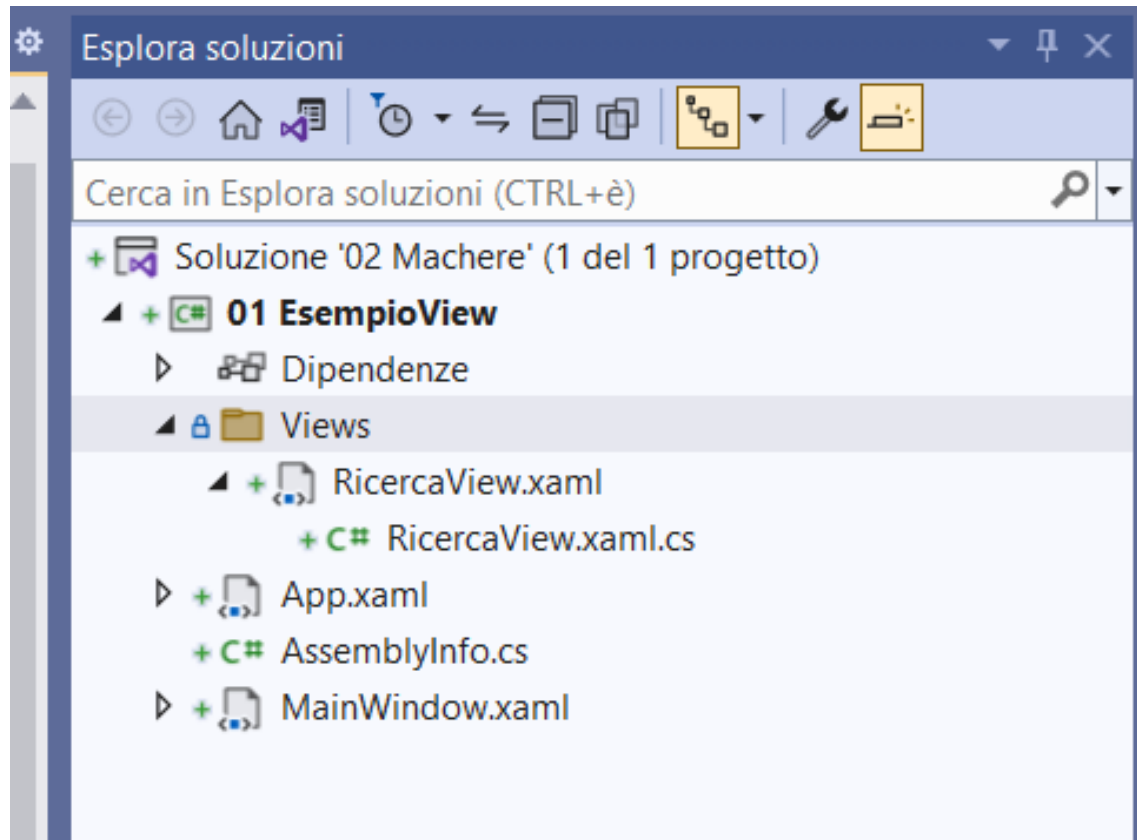 Esplora soluzioni
Cerca in Esplora soluzioni (CTRL+è)
Soluzione '02 Machere' (1 del 1 progetto)
C# 01 EsempioView
Dipendenze
Views
RicercaView.xaml
C# RicercaView.xaml.cs
App.xaml
C# AssemblyInfo.cs
MainWindow.xaml